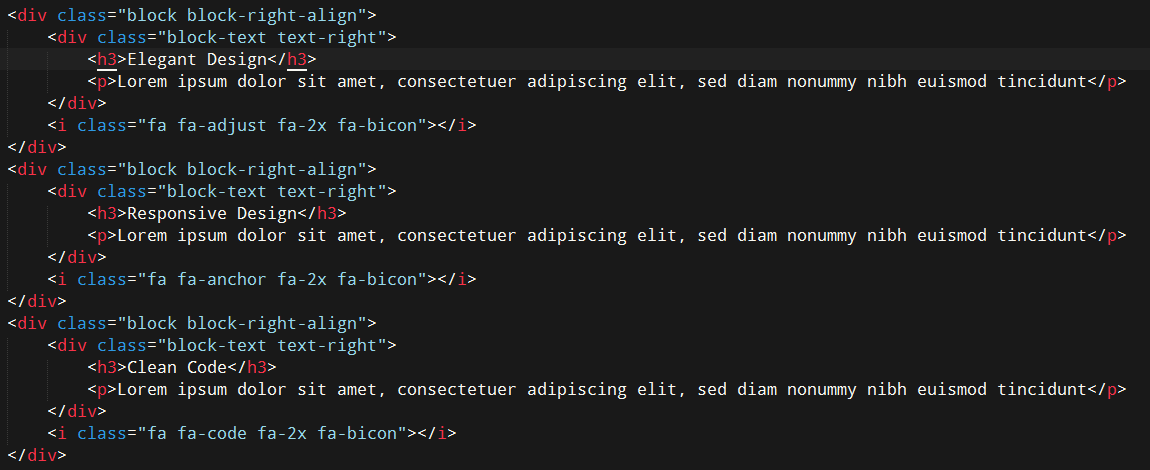 <div class="block block-right-align">
    <div class="block-text text-right">
        <h3>Elegant Design</h3>
        <p>Lorem ipsum dolor sit amet, consectetuer adipiscing elit, sed diam nonummy nibh euismod tincidunt</p>
    </div>
    <i class="fa fa-adjust fa-2x fa-bicon"></i>
</div>
<div class="block block-right-align">
    <div class="block-text text-right">
        <h3>Responsive Design</h3>
        <p>Lorem ipsum dolor sit amet, consectetuer adipiscing elit, sed diam nonummy nibh euismod tincidunt</p>
    </div>
    <i class="fa fa-anchor fa-2x fa-bicon"></i>
</div>
<div class="block block-right-align">
    <div class="block-text text-right">
        <h3>Clean Code</h3>
        <p>Lorem ipsum dolor sit amet, consectetuer adipiscing elit, sed diam nonummy nibh euismod tincidunt</p>
    </div>
    <i class="fa fa-code fa-2x fa-bicon"></i>
</div>